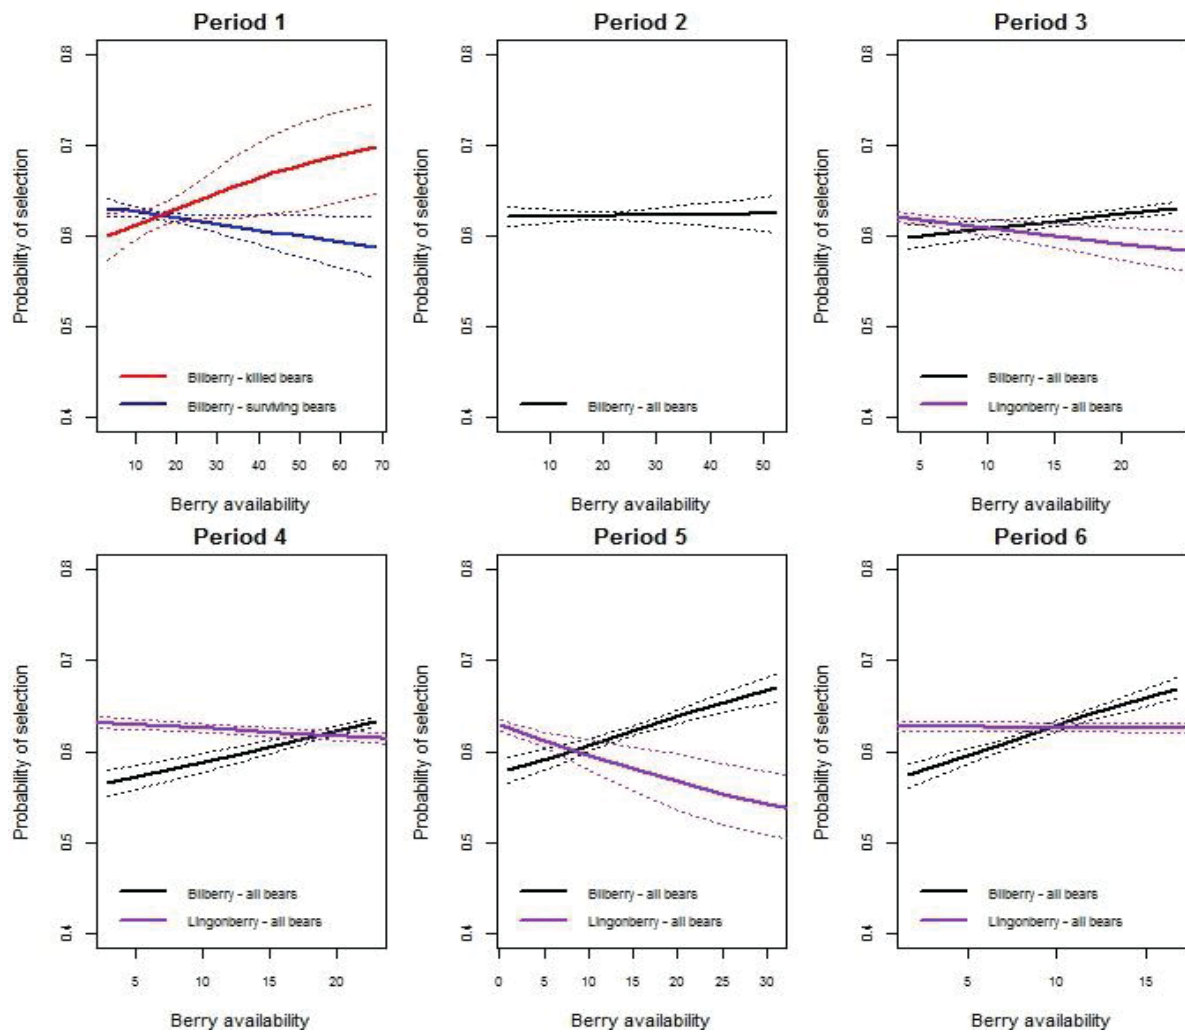 Period 1
Probability of selection
0.8
0.7
0.6
0.5
0.4
Bilberry - killed bears
Bilberry - surviving bears
10 20 30 40 50 60 70
Berry availability
Period 2
Probability of selection
0.8
0.7
0.6
0.5
0.4
Bilberry - all bears
10 20 30 40 50
Berry availability
Period 3
Probability of selection
0.8
0.7
0.6
0.5
0.4
Bilberry - all bears
Lingonberry - all bears
5 10 15 20
Berry availability
Period 4
Probability of selection
0.8
0.7
0.6
0.5
0.4
Bilberry - all bears
Lingonberry - all bears
5 10 15 20
Berry availability
Period 5
Probability of selection
0.8
0.7
0.6
0.5
0.4
Bilberry - all bears
Lingonberry - all bears
0 5 10 15 20 25 30
Berry availability
Period 6
Probability of selection
0.8
0.7
0.6
0.5
0.4
Bilberry - all bears
Lingonberry - all bears
5 10 15
Berry availability